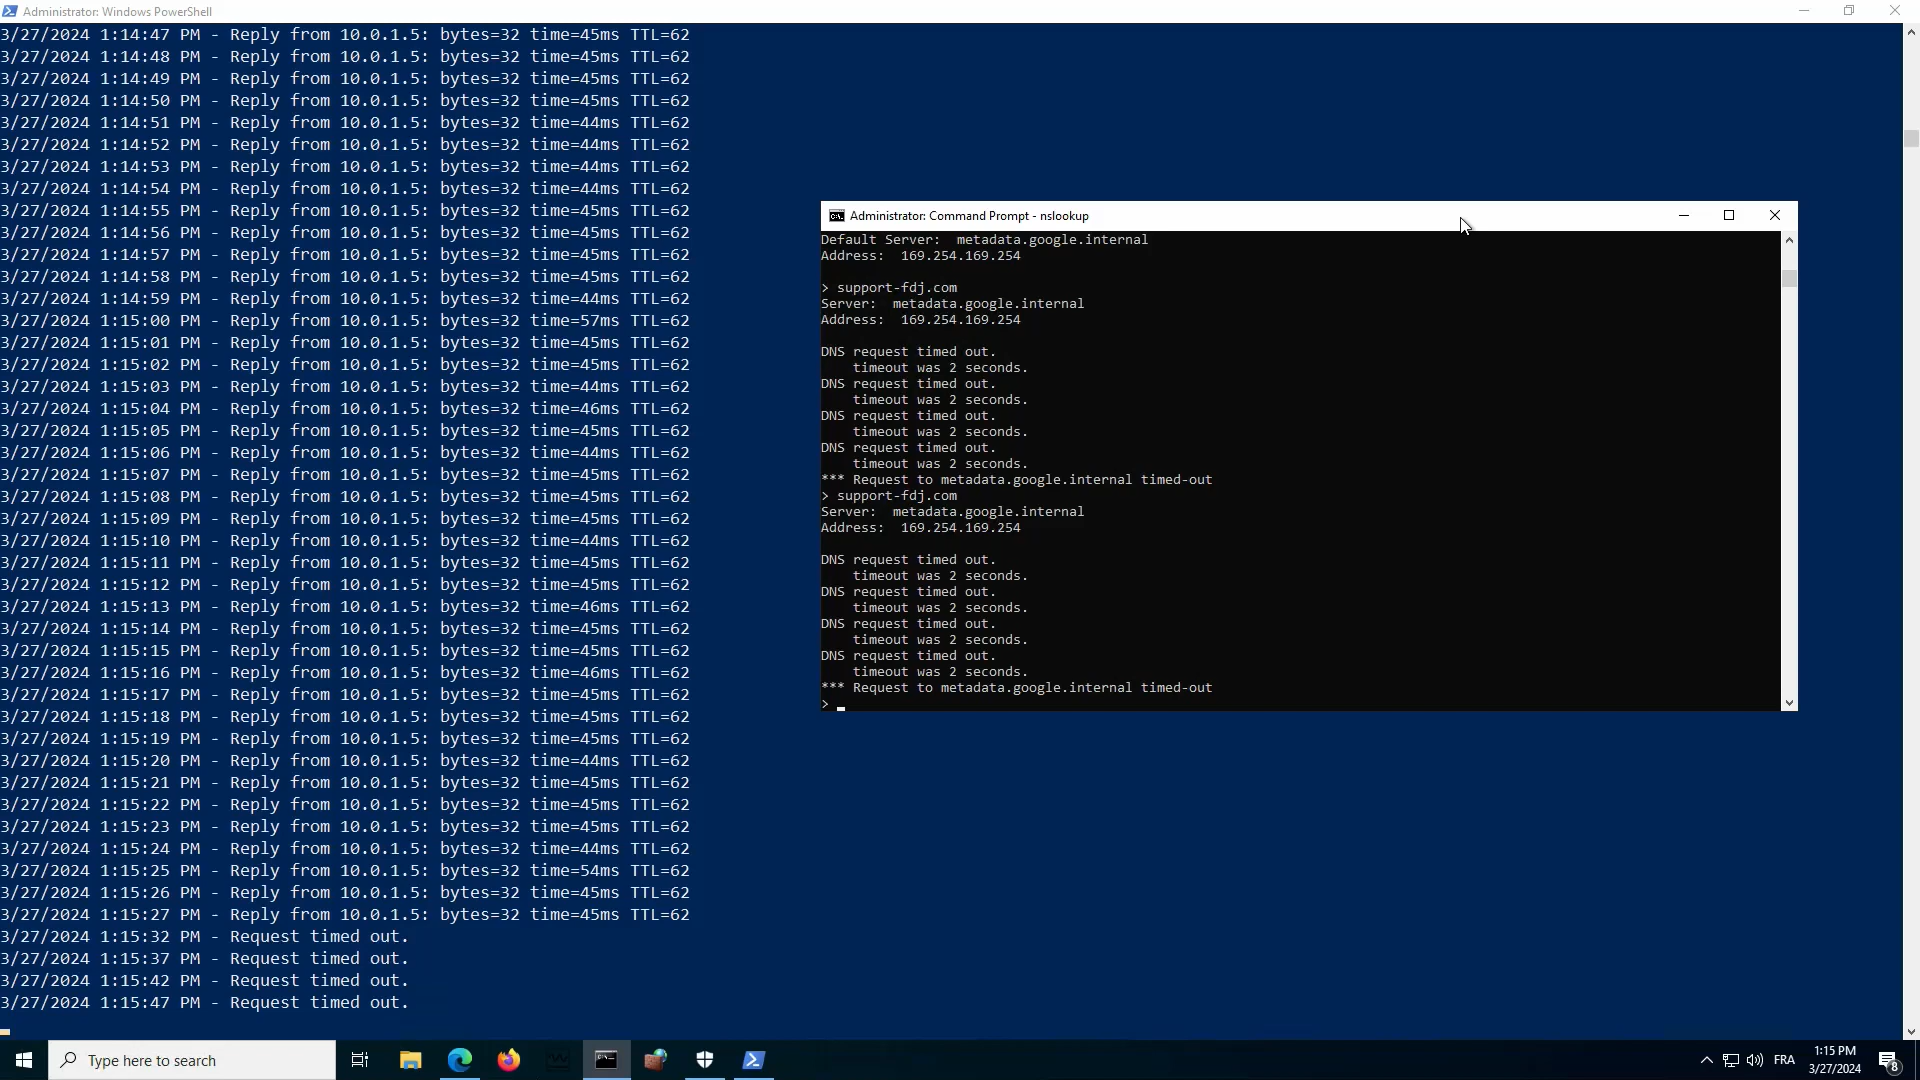 Administrator: Windows PowerShell
3/27/2024 1:14:47 PM - Reply from 10.0.1.5: bytes=32 time=45ms TTL=62
3/27/2024 1:14:48 PM - Reply from 10.0.1.5: bytes=32 time=45ms TTL=62
3/27/2024 1:14:49 PM - Reply from 10.0.1.5: bytes=32 time=45ms TTL=62
3/27/2024 1:14:50 PM - Reply from 10.0.1.5: bytes=32 time=45ms TTL=62
3/27/2024 1:14:51 PM - Reply from 10.0.1.5: bytes=32 time=44ms TTL=62
3/27/2024 1:14:52 PM - Reply from 10.0.1.5: bytes=32 time=44ms TTL=62
3/27/2024 1:14:53 PM - Reply from 10.0.1.5: bytes=32 time=44ms TTL=62
3/27/2024 1:14:54 PM - Reply from 10.0.1.5: bytes=32 time=44ms TTL=62
3/27/2024 1:14:55 PM - Reply from 10.0.1.5: bytes=32 time=45ms TTL=62
3/27/2024 1:14:56 PM - Reply from 10.0.1.5: bytes=32 time=45ms TTL=62
3/27/2024 1:14:57 PM - Reply from 10.0.1.5: bytes=32 time=45ms TTL=62
3/27/2024 1:14:58 PM - Reply from 10.0.1.5: bytes=32 time=45ms TTL=62
3/27/2024 1:14:59 PM - Reply from 10.0.1.5: bytes=32 time=44ms TTL=62
3/27/2024 1:15:00 PM - Reply from 10.0.1.5: bytes=32 time=57ms TTL=62
3/27/2024 1:15:01 PM - Reply from 10.0.1.5: bytes=32 time=45ms TTL=62
3/27/2024 1:15:02 PM - Reply from 10.0.1.5: bytes=32 time=45ms TTL=62
3/27/2024 1:15:03 PM - Reply from 10.0.1.5: bytes=32 time=44ms TTL=62
3/27/2024 1:15:04 PM - Reply from 10.0.1.5: bytes=32 time=46ms TTL=62
3/27/2024 1:15:05 PM - Reply from 10.0.1.5: bytes=32 time=45ms TTL=62
3/27/2024 1:15:06 PM - Reply from 10.0.1.5: bytes=32 time=44ms TTL=62
3/27/2024 1:15:07 PM - Reply from 10.0.1.5: bytes=32 time=45ms TTL=62
3/27/2024 1:15:08 PM - Reply from 10.0.1.5: bytes=32 time=45ms TTL=62
3/27/2024 1:15:09 PM - Reply from 10.0.1.5: bytes=32 time=45ms TTL=62
3/27/2024 1:15:10 PM - Reply from 10.0.1.5: bytes=32 time=44ms TTL=62
3/27/2024 1:15:11 PM - Reply from 10.0.1.5: bytes=32 time=45ms TTL=62
3/27/2024 1:15:12 PM - Reply from 10.0.1.5: bytes=32 time=45ms TTL=62
3/27/2024 1:15:13 PM - Reply from 10.0.1.5: bytes=32 time=46ms TTL=62
3/27/2024 1:15:14 PM - Reply from 10.0.1.5: bytes=32 time=45ms TTL=62
3/27/2024 1:15:15 PM - Reply from 10.0.1.5: bytes=32 time=45ms TTL=62
3/27/2024 1:15:16 PM - Reply from 10.0.1.5: bytes=32 time=46ms TTL=62
3/27/2024 1:15:17 PM - Reply from 10.0.1.5: bytes=32 time=45ms TTL=62
3/27/2024 1:15:18 PM - Reply from 10.0.1.5: bytes=32 time=45ms TTL=62
3/27/2024 1:15:19 PM - Reply from 10.0.1.5: bytes=32 time=45ms TTL=62
3/27/2024 1:15:20 PM - Reply from 10.0.1.5: bytes=32 time=44ms TTL=62
3/27/2024 1:15:21 PM - Reply from 10.0.1.5: bytes=32 time=45ms TTL=62
3/27/2024 1:15:22 PM - Reply from 10.0.1.5: bytes=32 time=45ms TTL=62
3/27/2024 1:15:23 PM - Reply from 10.0.1.5: bytes=32 time=45ms TTL=62
3/27/2024 1:15:24 PM - Reply from 10.0.1.5: bytes=32 time=44ms TTL=62
3/27/2024 1:15:25 PM - Reply from 10.0.1.5: bytes=32 time=54ms TTL=62
3/27/2024 1:15:26 PM - Reply from 10.0.1.5: bytes=32 time=45ms TTL=62
3/27/2024 1:15:27 PM - Reply from 10.0.1.5: bytes=32 time=45ms TTL=62
3/27/2024 1:15:32 PM - Request timed out.
3/27/2024 1:15:37 PM - Request timed out.
3/27/2024 1:15:42 PM - Request timed out.
3/27/2024 1:15:47 PM - Request timed out.
Administrator: Command Prompt - nslookup
Default Server:  metadata.google.internal
Address:  169.254.169.254
> support-fdj.com
Server:  metadata.google.internal
Address:  169.254.169.254
DNS request timed out.
    timeout was 2 seconds.
DNS request timed out.
    timeout was 2 seconds.
DNS request timed out.
    timeout was 2 seconds.
DNS request timed out.
    timeout was 2 seconds.
*** Request to metadata.google.internal timed-out
> support-fdj.com
Server:  metadata.google.internal
Address:  169.254.169.254
DNS request timed out.
    timeout was 2 seconds.
DNS request timed out.
    timeout was 2 seconds.
DNS request timed out.
    timeout was 2 seconds.
DNS request timed out.
    timeout was 2 seconds.
*** Request to metadata.google.internal timed-out
>
Type here to search
FRA
1:15 PM
3/27/2024
8